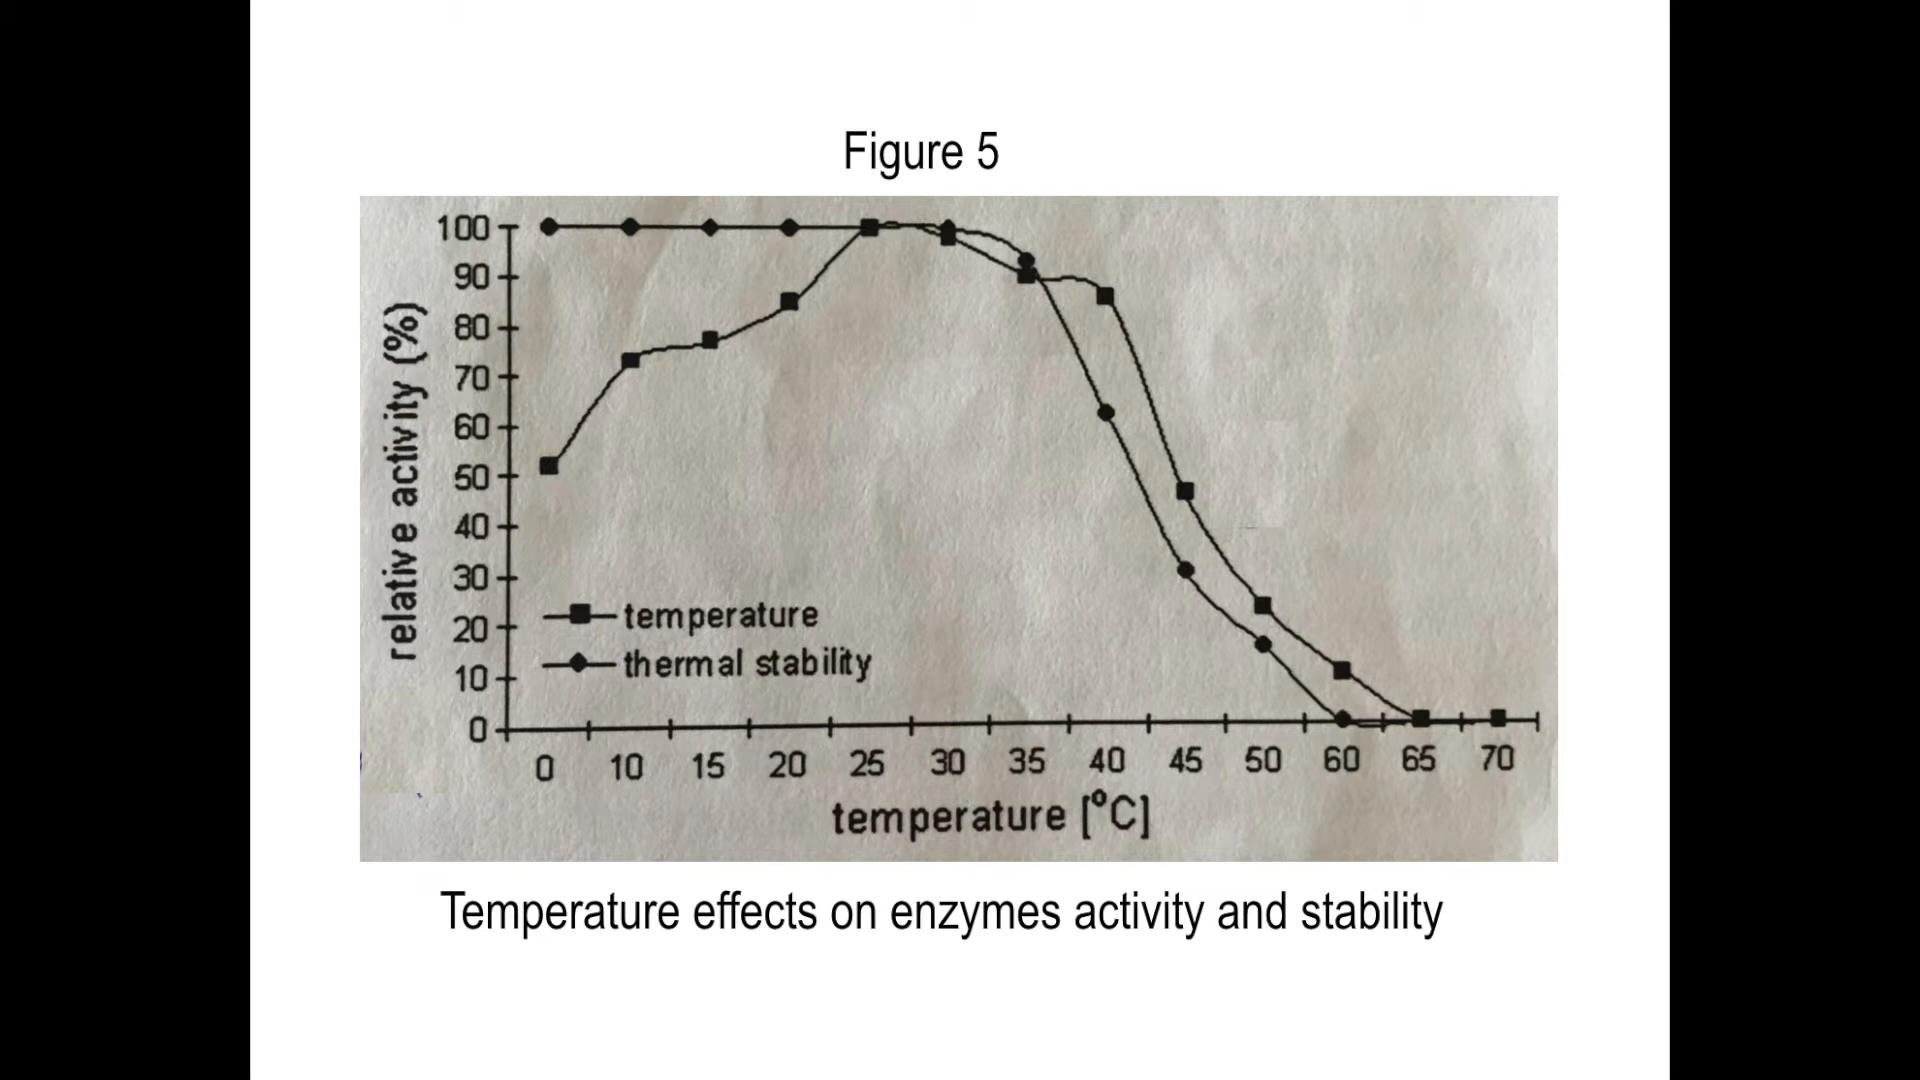 Figure 5
100
90
80
70
60
50
40
30
20
10
0
relative activity (%)
temperature
thermal stability
0 10 15 20 25 30 35 40 45 50 60 65 70
temperature [°C]
Temperature effects on enzymes activity and stability